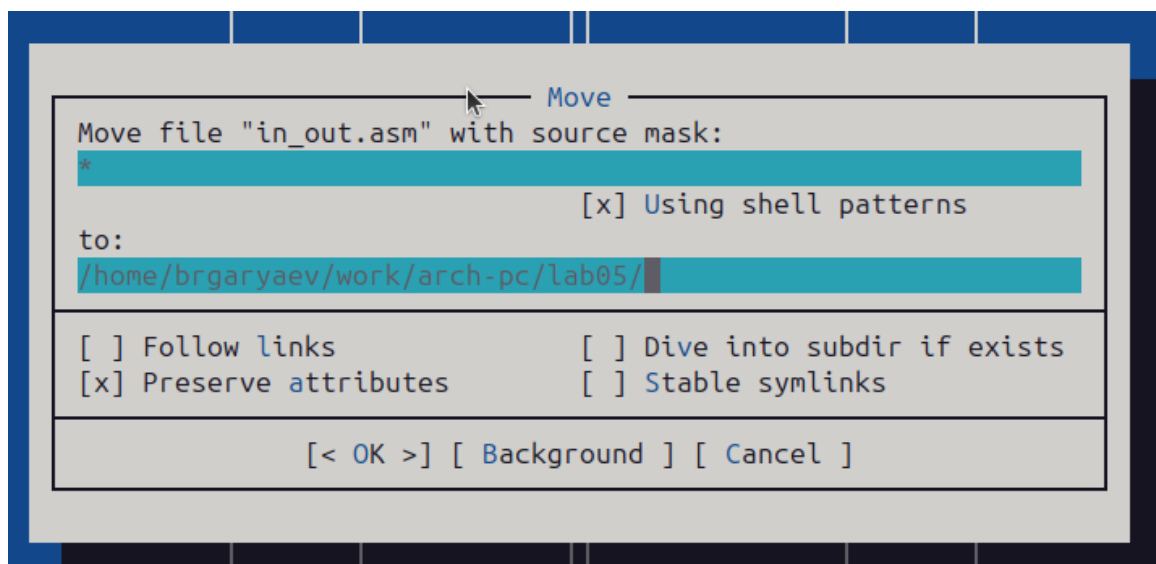 Move
Move file "in_out.asm" with source mask:
*
[x] Using shell patterns
to:
/home/brgaryaev/work/arch-pc/lab05/
[ ] Follow links [ ] Dive into subdir if exists
[x] Preserve attributes [ ] Stable symlinks
[< OK >] [ Background ] [ Cancel ]